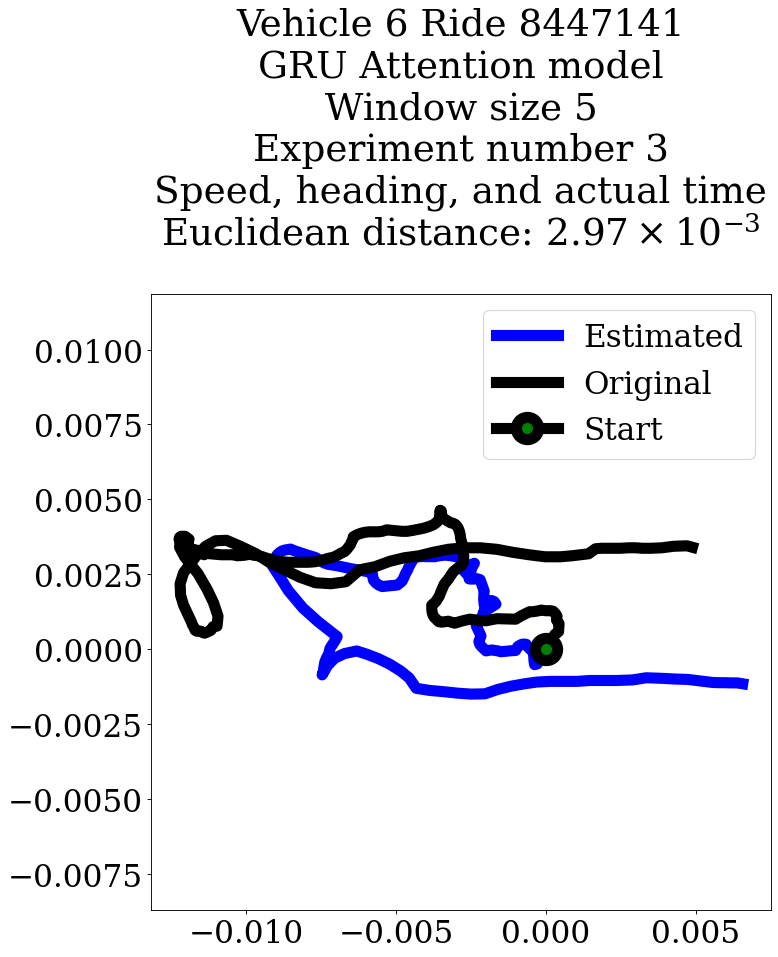 Vehicle 6 Ride 8447141
GRU Attention model
Window size 5
Experiment number 3
Speed, heading, and actual time
Euclidean distance: 2.97 × 10⁻³
Estimated
Original
Start
0.0100
0.0075
0.0050
0.0025
0.0000
−0.0025
−0.0050
−0.0075
−0.010 −0.005 0.000 0.005